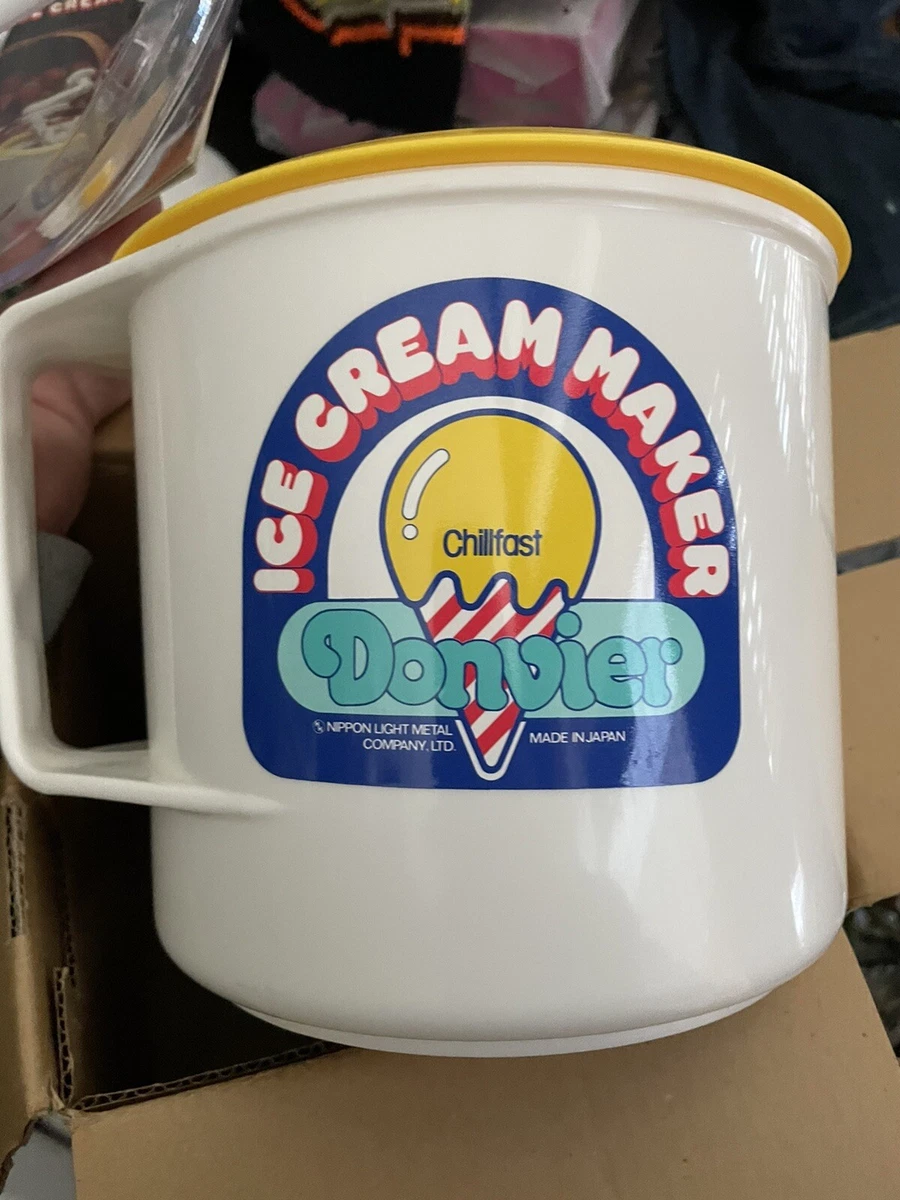 ICE CREAM MAKER
Chillfast
Donvier
NIPPON LIGHT METAL
COMPANY, LTD.
MADE IN JAPAN